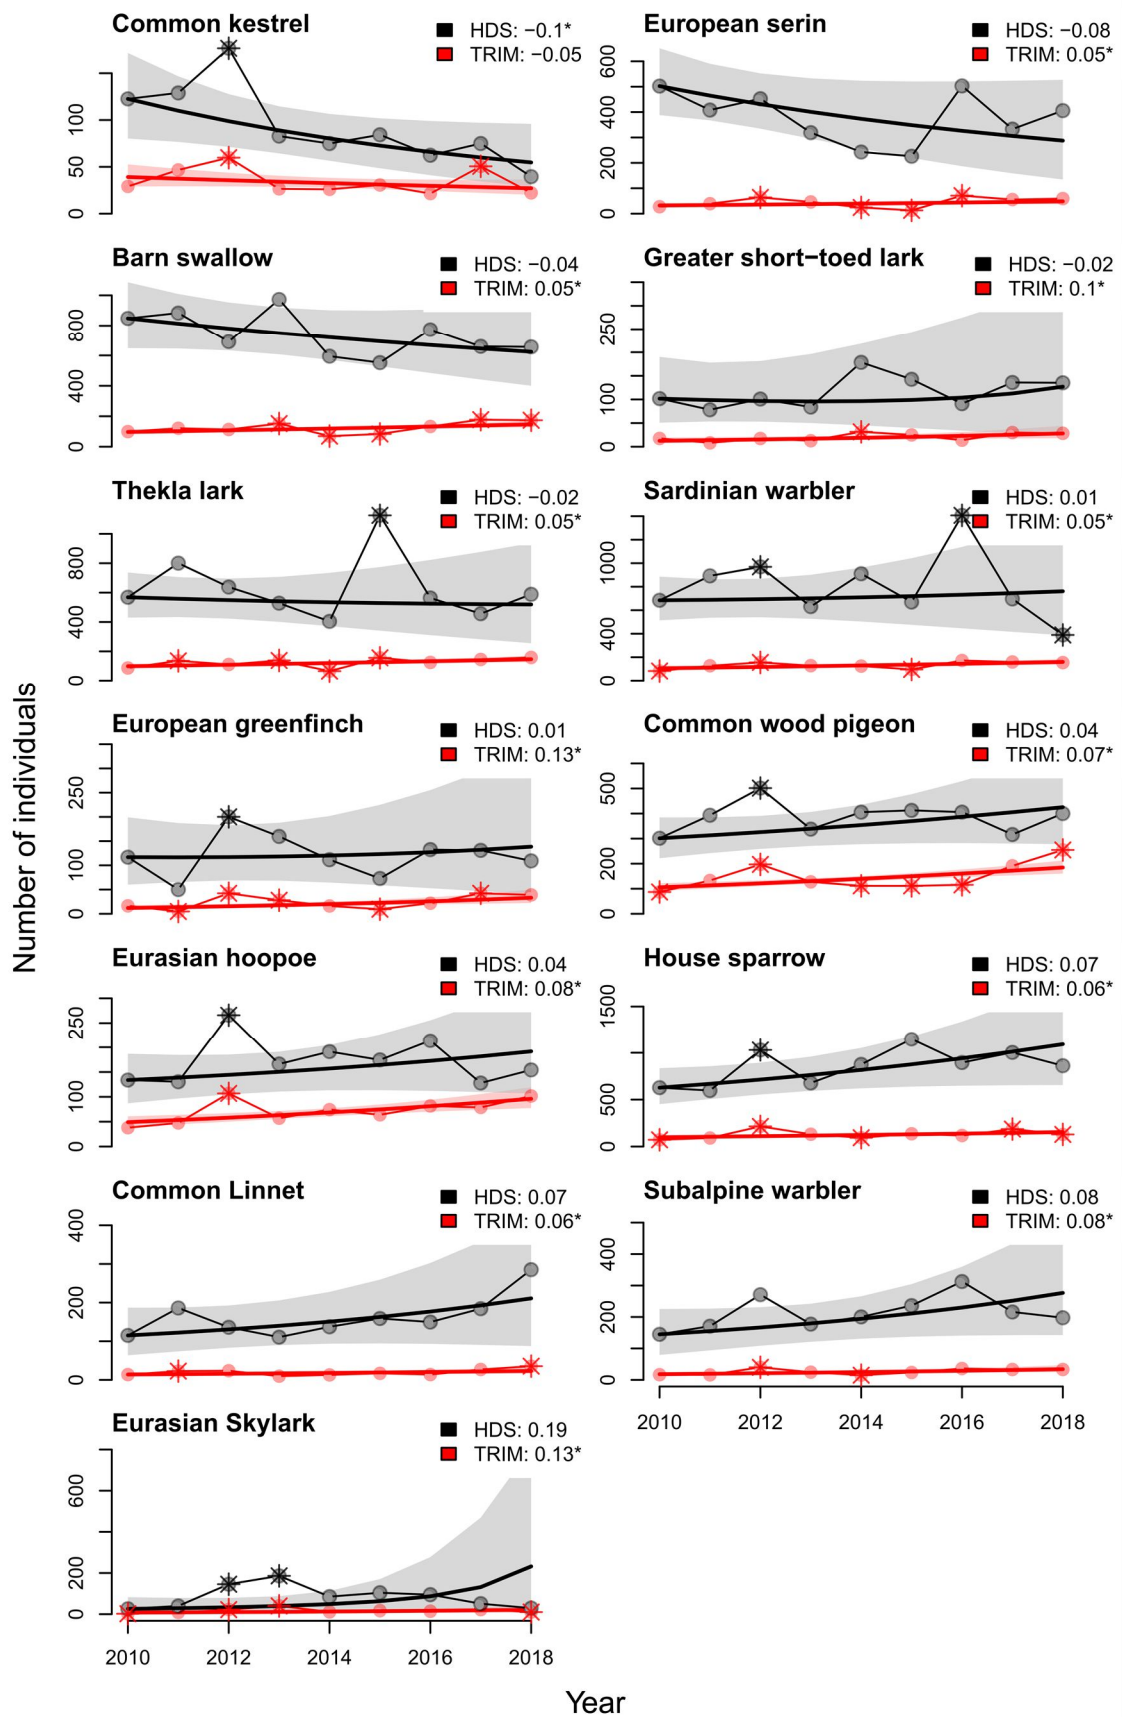 Common kestrel
HDS: −0.1*
TRIM: −0.05
100
50
0
European serin
HDS: −0.08
TRIM: 0.05*
600
400
200
0
Barn swallow
HDS: −0.04
TRIM: 0.05*
800
400
0
Greater short−toed lark
HDS: −0.02
TRIM: 0.1*
250
100
0
Thekla lark
HDS: −0.02
TRIM: 0.05*
800
400
0
Sardinian warbler
HDS: 0.01
TRIM: 0.05*
1000
400
0
European greenfinch
HDS: 0.01
TRIM: 0.13*
250
100
0
Common wood pigeon
HDS: 0.04
TRIM: 0.07*
500
200
0
Eurasian hoopoe
HDS: 0.04
TRIM: 0.08*
250
100
0
House sparrow
HDS: 0.07
TRIM: 0.06*
1500
500
0
Common Linnet
HDS: 0.07
TRIM: 0.06*
400
200
0
Subalpine warbler
HDS: 0.08
TRIM: 0.08*
400
200
0
2010 2012 2014 2016 2018
Eurasian Skylark
HDS: 0.19
TRIM: 0.13*
600
200
0
2010 2012 2014 2016 2018
Number of individuals
Year